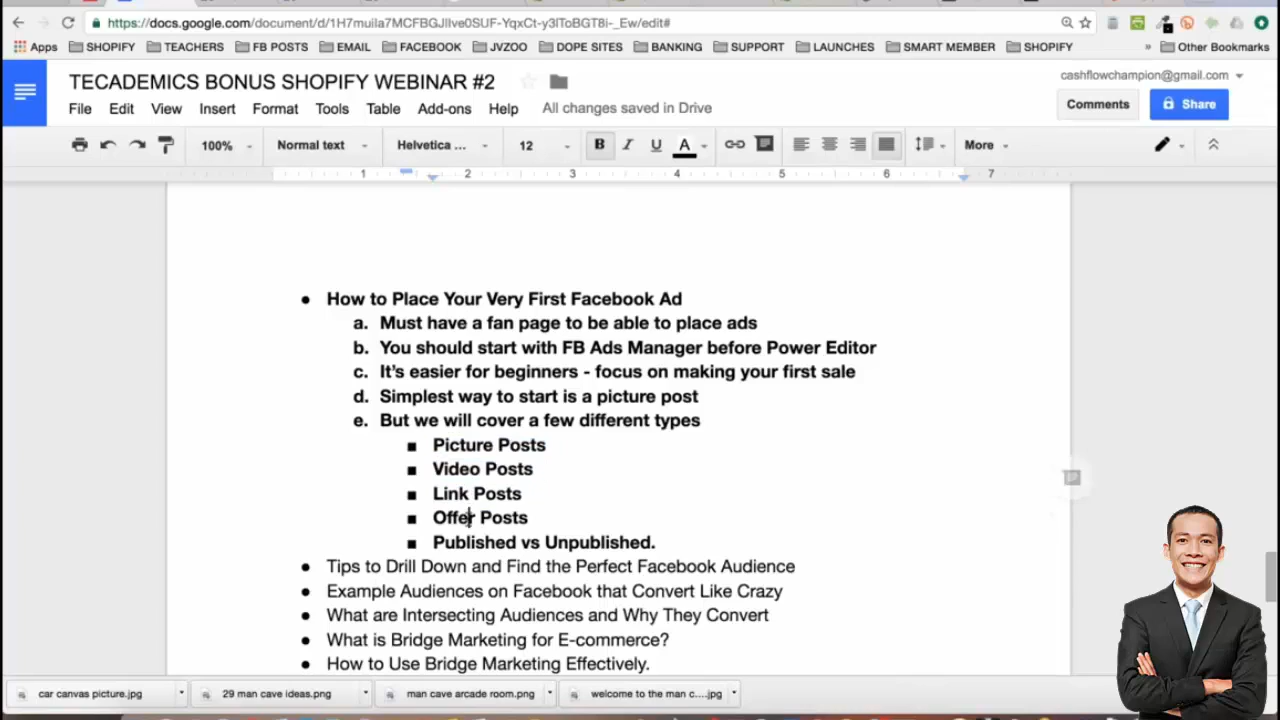 https://docs.google.com/document/d/1H7muila7MCFBGJlIve0SUF-YqxCt-y3lToBGT8i-_Ew/edit#
Apps SHOPIFY TEACHERS FB POSTS EMAIL FACEBOOK JVZOO DOPE SITES BANKING SUPPORT LAUNCHES SMART MEMBER SHOPIFY » Other Bookmarks
TECADEMICS BONUS SHOPIFY WEBINAR #2
cashflowchampion@gmail.com
File Edit View Insert Format Tools Table Add-ons Help All changes saved in Drive
Comments Share
100% Normal text Helvetica ... 12 B I U A More
1 2 3 4 5 6 7
● How to Place Your Very First Facebook Ad
a. Must have a fan page to be able to place ads
b. You should start with FB Ads Manager before Power Editor
c. It's easier for beginners - focus on making your first sale
d. Simplest way to start is a picture post
e. But we will cover a few different types
■ Picture Posts
■ Video Posts
■ Link Posts
■ Offer Posts
■ Published vs Unpublished.
● Tips to Drill Down and Find the Perfect Facebook Audience
● Example Audiences on Facebook that Convert Like Crazy
● What are Intersecting Audiences and Why They Convert
● What is Bridge Marketing for E-commerce?
● How to Use Bridge Marketing Effectively.
car canvas picture.jpg 29 man cave ideas.png man cave arcade room.png welcome to the man c....jpg